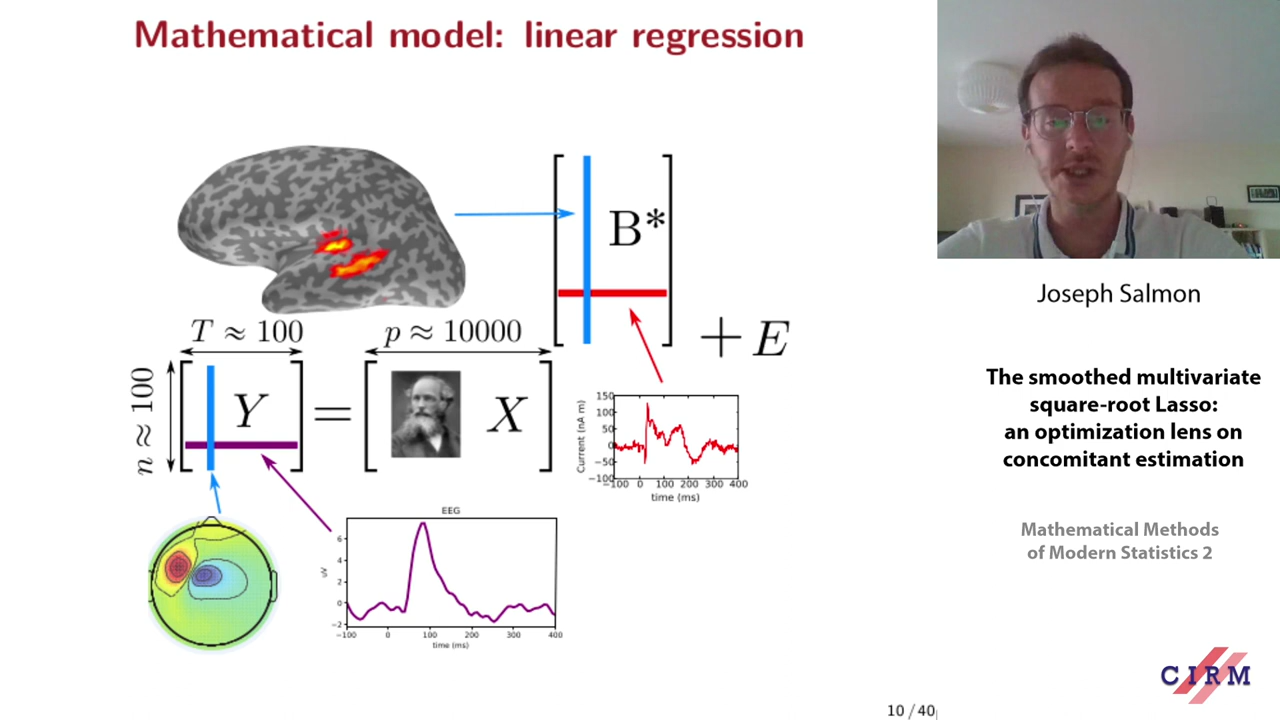 Mathematical model: linear regression
B*
T ≈ 100
p ≈ 10000
+ E
n ≈ 100
Y
=
X
Current (nA m)
150
100
50
0
−50
−100
−100 0 100 200 300 400
time (ms)
EEG
uV
6
4
2
0
−2
−100 0 100 200 300 400
time (ms)
10 / 40
Joseph Salmon
The smoothed multivariate
square-root Lasso:
an optimization lens on
concomitant estimation
Mathematical Methods
of Modern Statistics 2
CIRM